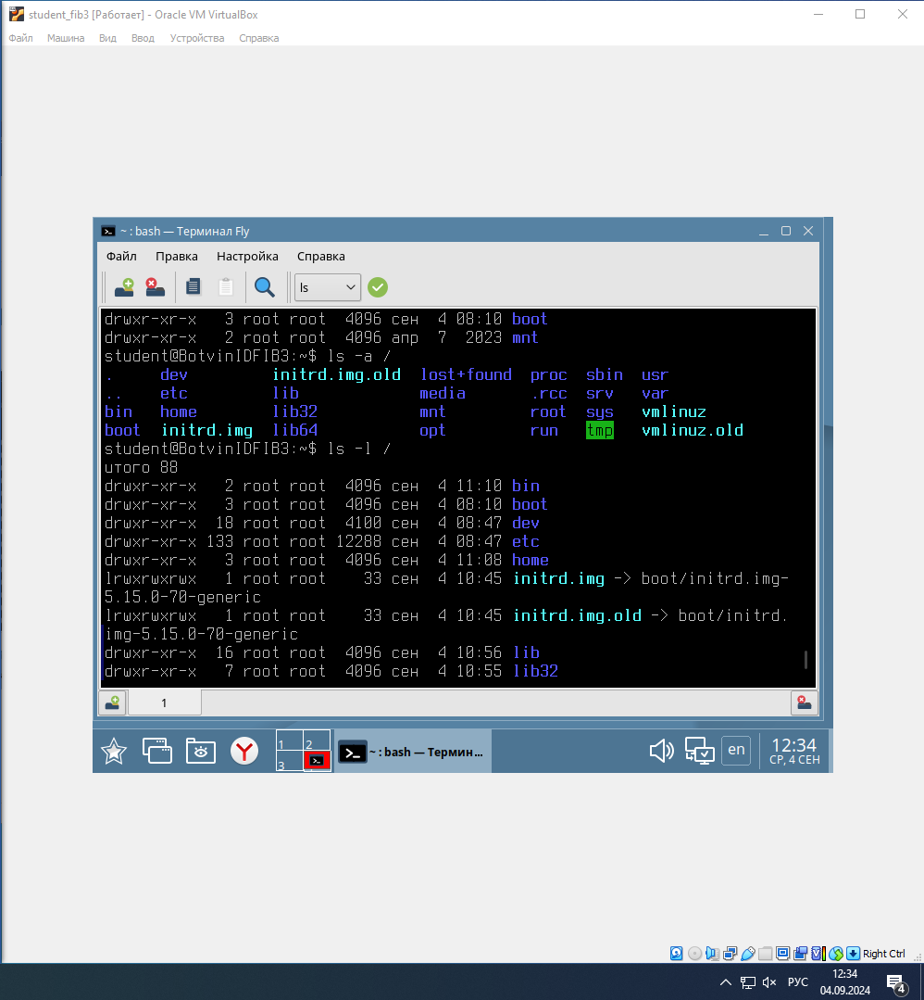 student_fib3 [Работает] - Oracle VM VirtualBox
Файл Машина Вид Ввод Устройства Справка
~ : bash — Терминал Fly
Файл Правка Настройка Справка
ls
drwxr-xr-x   3 root root  4096 сен  4 08:10 boot
drwxr-xr-x   2 root root  4096 апр  7  2023 mnt
student@BotvinIDFIB3:~$ ls -a /
.     dev         initrd.img.old  lost+found  proc  sbin  usr
..    etc         lib             media       .rcc  srv   var
bin   home        lib32           mnt         root  sys   vmlinuz
boot  initrd.img  lib64           opt         run   tmp   vmlinuz.old
student@BotvinIDFIB3:~$ ls -l /
итого 88
drwxr-xr-x   2 root root  4096 сен  4 11:10 bin
drwxr-xr-x   3 root root  4096 сен  4 08:10 boot
drwxr-xr-x  18 root root  4100 сен  4 08:47 dev
drwxr-xr-x 133 root root 12288 сен  4 08:47 etc
drwxr-xr-x   3 root root  4096 сен  4 11:08 home
lrwxrwxrwx   1 root root    33 сен  4 10:45 initrd.img -> boot/initrd.img-
5.15.0-70-generic
lrwxrwxrwx   1 root root    33 сен  4 10:45 initrd.img.old -> boot/initrd.
img-5.15.0-70-generic
drwxr-xr-x  16 root root  4096 сен  4 10:56 lib
drwxr-xr-x   7 root root  4096 сен  4 10:55 lib32
1
1 2
3
~ : bash — Термин...
en
12:34
СР, 4 СЕН
Right Ctrl
РУС
12:34
04.09.2024
4